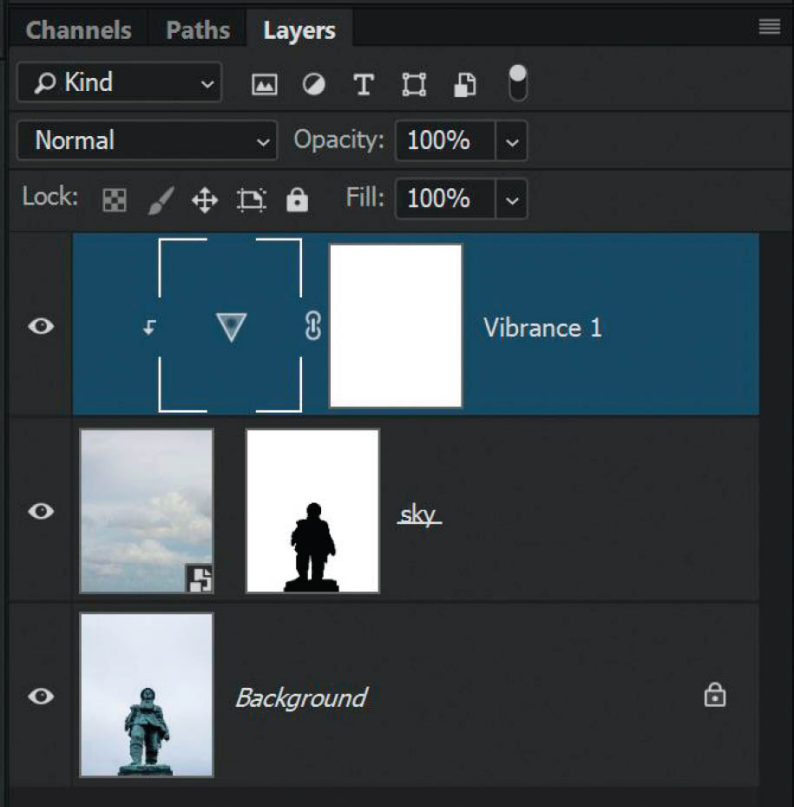 Channels Paths Layers
Kind
Normal Opacity: 100%
Lock: Fill: 100%
Vibrance 1
sky
Background